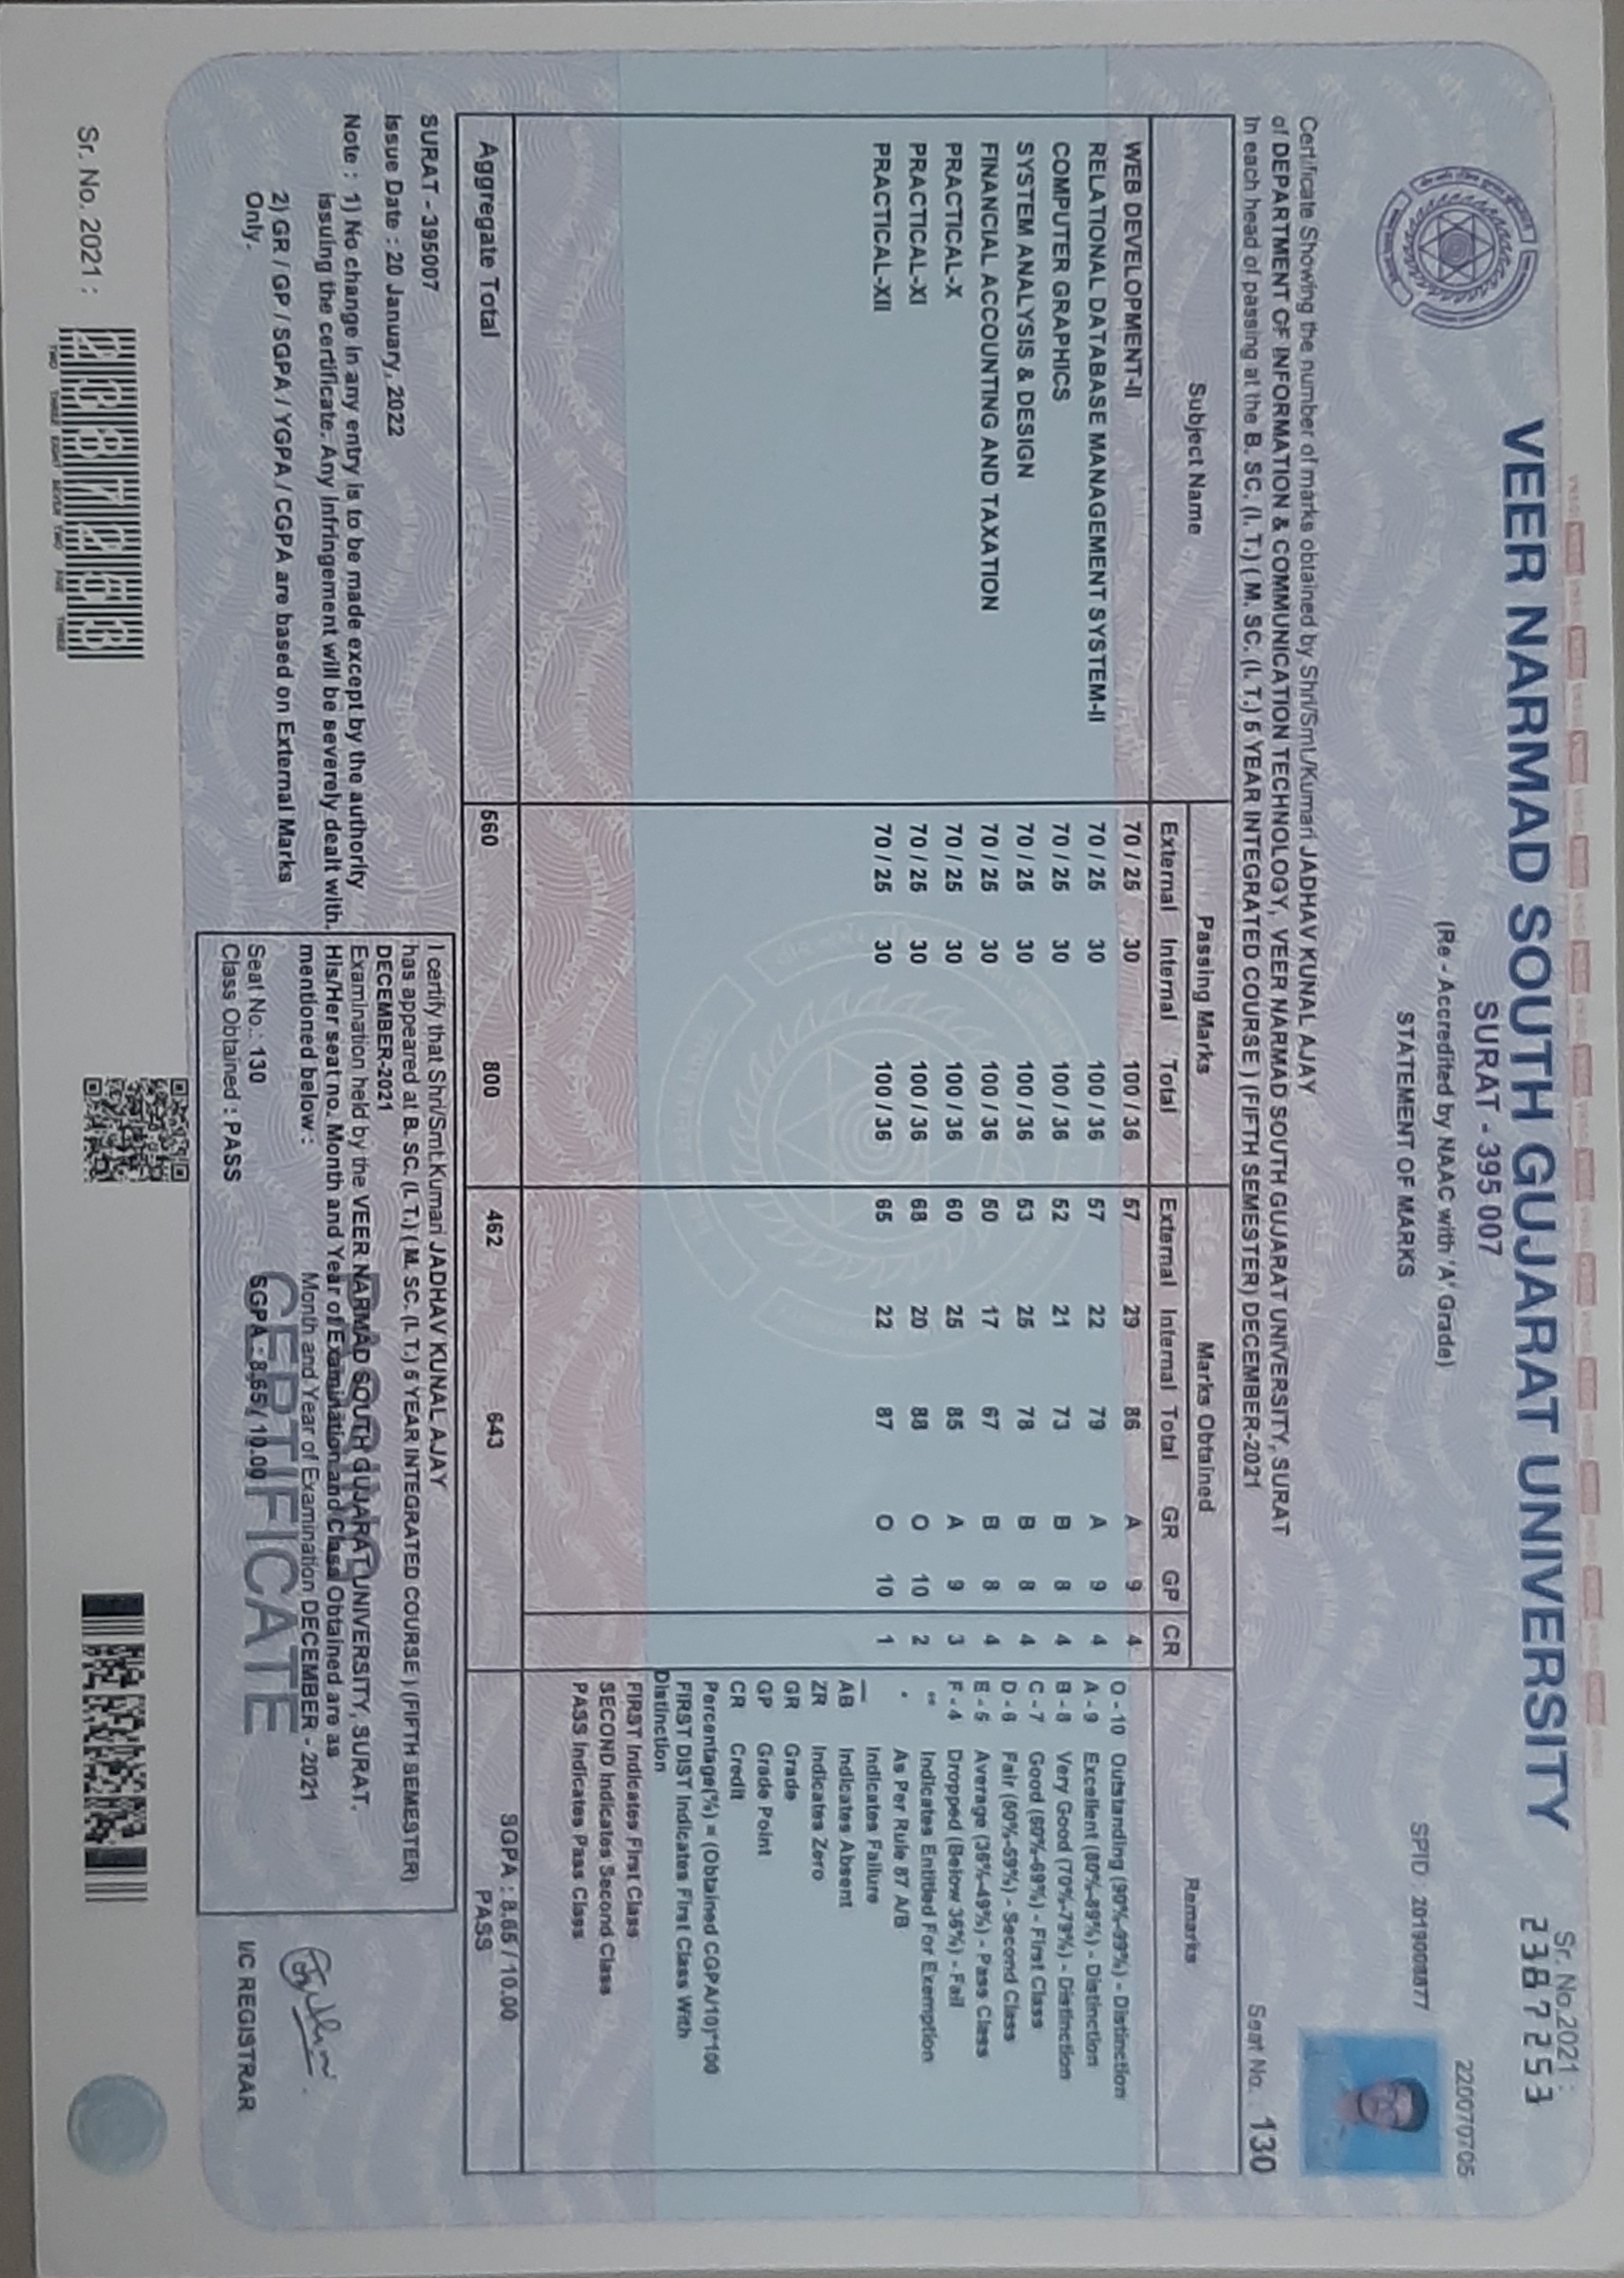 VEER NARMAD SOUTH GUJARAT UNIVERSITY
Sr. No.2021 :
2387253
SURAT - 395 007
220070705
(Re - Accredited by NAAC with 'A' Grade)
SPID : 2019008877
STATEMENT OF MARKS
Certificate Showing the number of marks obtained by Shri/Smt./Kumari JADHAV KUNAL AJAY
of DEPARTMENT OF INFORMATION & COMMUNICATION TECHNOLOGY, VEER NARMAD SOUTH GUJARAT UNIVERSITY, SURAT
In each head of passing at the B. SC. (I. T.) ( M. SC. (I. T.) 5 YEAR INTEGRATED COURSE ) (FIFTH SEMESTER) DECEMBER-2021
Seat No. : 130
Subject Name Passing Marks Marks Obtained Remarks
External Internal Total External Internal Total GR GP CR
WEB DEVELOPMENT-II 70 / 25 30 100 / 36 57 29 86 A 9 4
RELATIONAL DATABASE MANAGEMENT SYSTEM-II 70 / 25 30 100 / 36 57 22 79 A 9 4
COMPUTER GRAPHICS 70 / 25 30 100 / 36 52 21 73 B 8 4
SYSTEM ANALYSIS & DESIGN 70 / 25 30 100 / 36 53 25 78 B 8 4
FINANCIAL ACCOUNTING AND TAXATION 70 / 25 30 100 / 36 50 17 67 B 8 4
PRACTICAL-X 70 / 25 30 100 / 36 60 25 85 A 9 3
PRACTICAL-XI 70 / 25 30 100 / 36 68 20 88 O 10 2
PRACTICAL-XII 70 / 25 30 100 / 36 65 22 87 O 10 1
O - 10 Outstanding (90%-99%) - Distinction
A - 9 Excellent (80%-89%) - Distinction
B - 8 Very Good (70%-79%) - Distinction
C - 7 Good (60%-69%) - First Class
D - 6 Fair (50%-59%) - Second Class
E - 5 Average (36%-49%) - Pass Class
F - 4 Dropped (Below 36%) - Fail
** Indicates Entitled For Exemption
* As Per Rule 87 A/B
__ Indicates Failure
AB Indicates Absent
ZR Indicates Zero
GR Grade
GP Grade Point
CR Credit
Percentage(%) = (Obtained CGPA/10)*100
FIRST DIST Indicates First Class With
Distinction
FIRST Indicates First Class
SECOND Indicates Second Class
PASS Indicates Pass Class
Aggregate Total 560 800 462 643
SGPA : 8.65 / 10.00
PASS
SURAT - 395007
Issue Date : 20 January, 2022
Note : 1) No change in any entry is to be made except by the authority
issuing the certificate. Any Infringement will be severely dealt with.
2) GR / GP / SGPA / YGPA / CGPA are based on External Marks
Only.
I certify that Shri/Smt.Kumari JADHAV KUNAL AJAY
has appeared at B. SC. (I. T.) ( M. SC. (I. T.) 5 YEAR INTEGRATED COURSE ) (FIFTH SEMESTER)
DECEMBER-2021
Examination held by the VEER NARMAD SOUTH GUJARAT UNIVERSITY, SURAT.
His/Her seat no. Month and Year of Examination and Class Obtained are as
mentioned below :
Month and Year of Examination DECEMBER - 2021
PASSING
CERTIFICATE
Seat No.: 130 SGPA : 8.65 / 10.00
Class Obtained : PASS
I/C REGISTRAR
Sr. No. 2021 :
2387253
TWO THREE EIGHT SEVEN TWO FIVE THREE